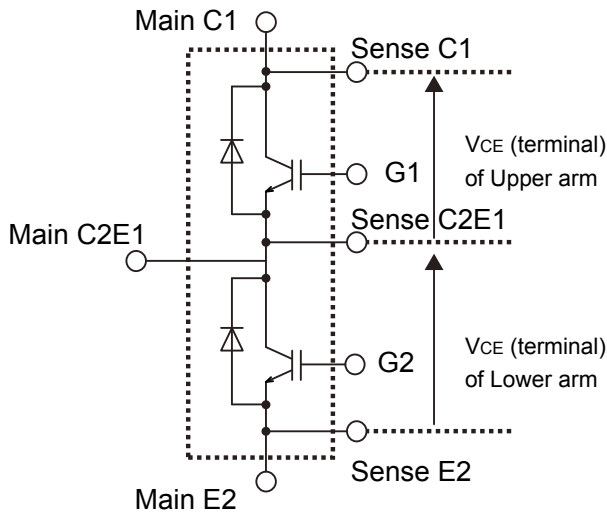 Main C1
Sense C1
VCE (terminal)
of Upper arm
G1
Sense C2E1
Main C2E1
VCE (terminal)
of Lower arm
G2
Sense E2
Main E2